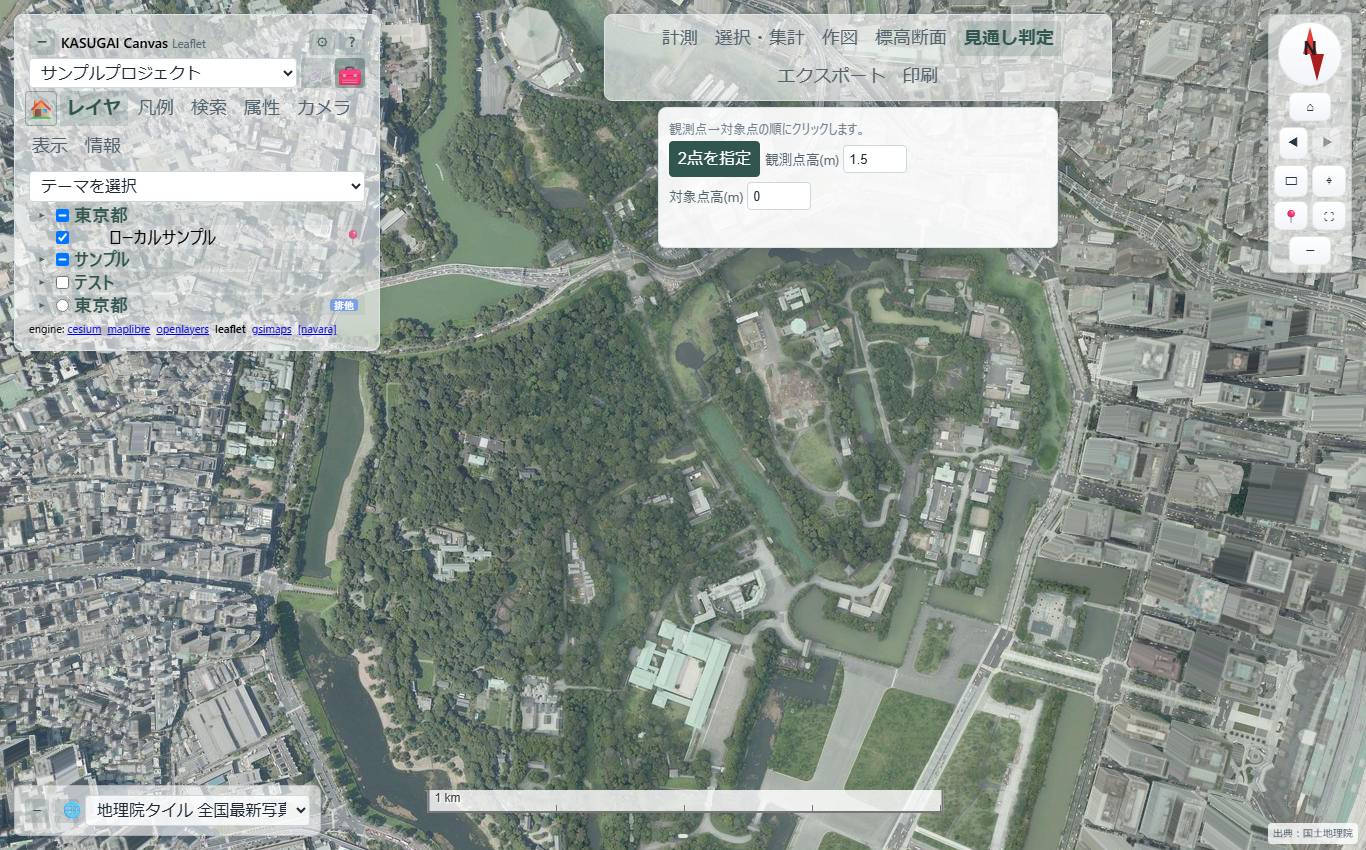 KASUGAI Canvas Leaflet
?
サンプルプロジェクト
レイヤ 凡例 検索 属性 カメラ
表示 情報
テーマを選択
東京都
ローカルサンプル
サンプル
テスト
東京都 排他
engine: cesium maplibre openlayers leaflet gsimaps [navara]
計測 選択・集計 作図 標高断面 見通し判定
エクスポート 印刷
観測点→対象点の順にクリックします。
2点を指定 観測点高(m) 1.5
対象点高(m) 0
N
地理院タイル 全国最新写真
1 km
出典：国土地理院